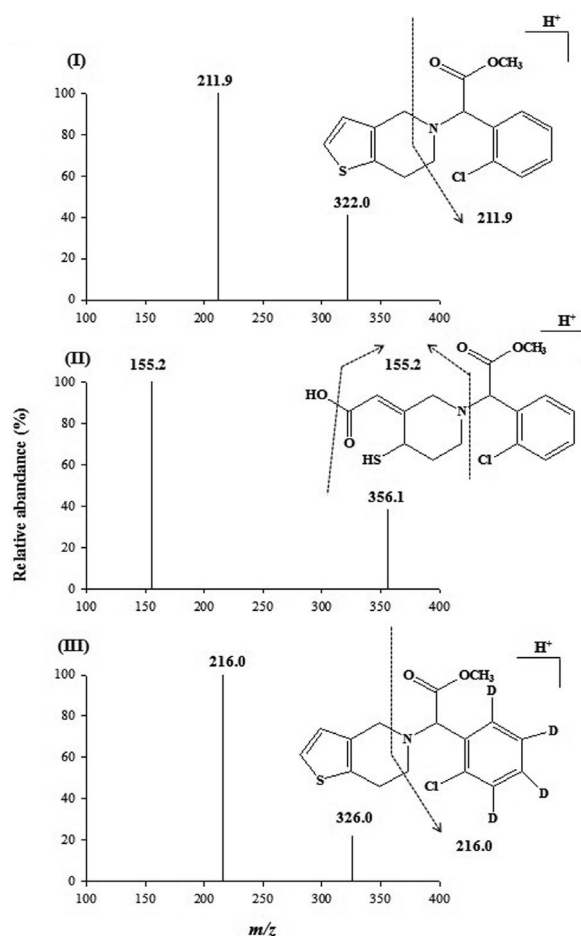 H⁺
(I)
211.9
O
OCH₃
N
S
Cl
322.0
211.9
100
80
60
40
20
0
100 150 200 250 300 350 400
H⁺
(II)
155.2
155.2
O
OCH₃
HO
O
N
HS
Cl
356.1
100
80
60
40
20
0
100 150 200 250 300 350 400
Relative abandance (%)
H⁺
(III)
216.0
O
OCH₃
D
D
N
S
Cl
D
D
326.0
216.0
100
80
60
40
20
0
100 150 200 250 300 350 400
m/z